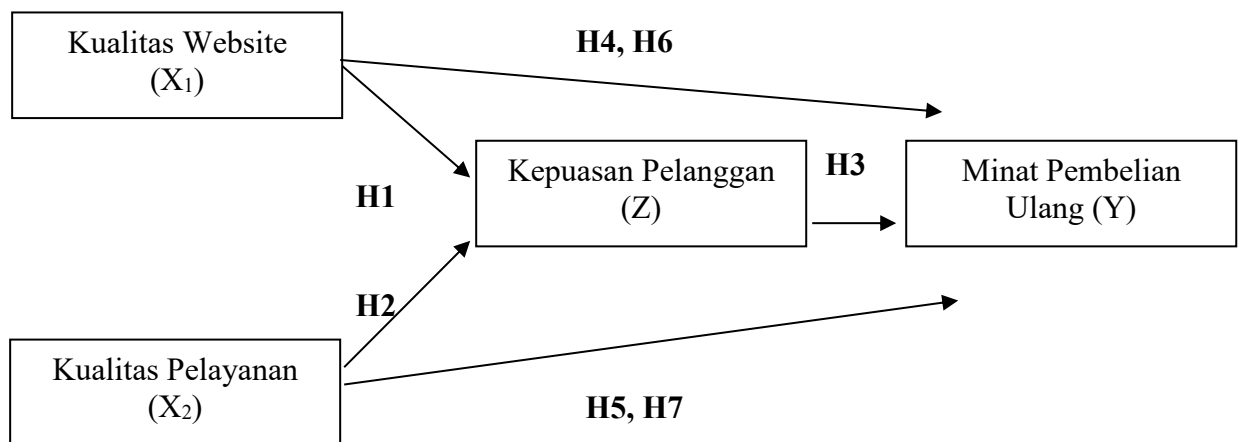 Kualitas Website
(X₁)
H4, H6
Kepuasan Pelanggan
(Z)
H3
Minat Pembelian
Ulang (Y)
H1
H2
Kualitas Pelayanan
(X₂)
H5, H7